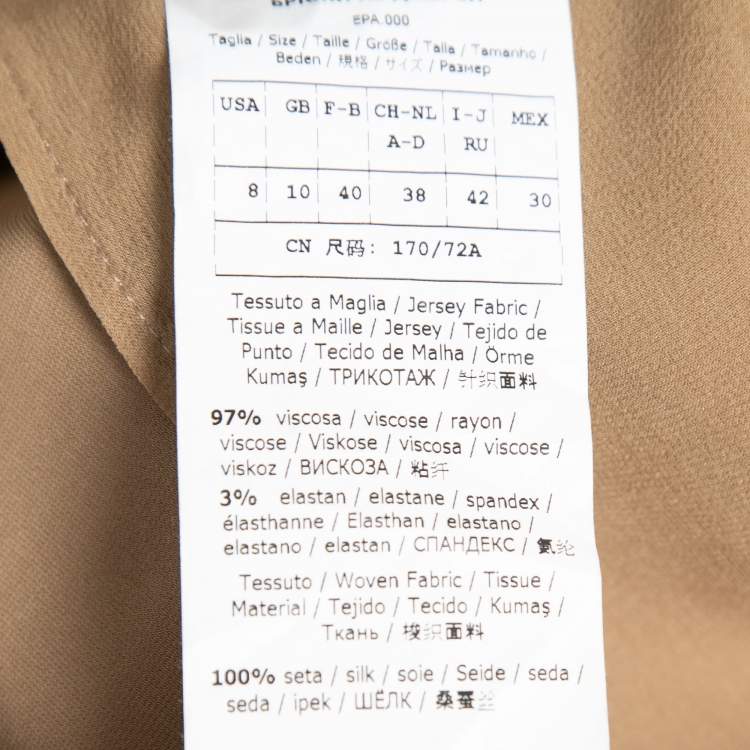 EPA.000
Taglia / Size / Taille / Größe / Talla / Tamanho /
Beden / 規格 / サイズ / Размер
USA GB F-B CH-NL I-J MEX
A-D RU
8 10 40 38 42 30
CN 尺码: 170/72A
Tessuto a Maglia / Jersey Fabric /
Tissue a Maille / Jersey / Tejido de
Punto / Tecido de Malha / Örme
Kumaş / ТРИКОТАЖ / 针织面料
97% viscosa / viscose / rayon /
viscose / Viskose / viscosa / viscose /
viskoz / ВИСКОЗА / 粘纤
3% elastan / elastane / spandex /
élasthanne / Elasthan / elastano /
elastano / elastan / СПАНДЕКС / 氨纶
Tessuto / Woven Fabric / Tissue /
Material / Tejido / Tecido / Kumaş /
Ткань / 梭织面料
100% seta / silk / soie / Seide / seda /
seda / ipek / ШЁЛК / 桑蚕丝